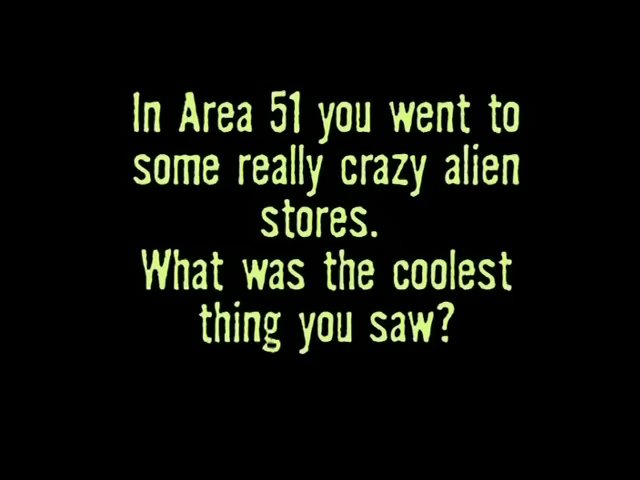 In Area 51 you went to
some really crazy alien
stores.
What was the coolest
thing you saw?